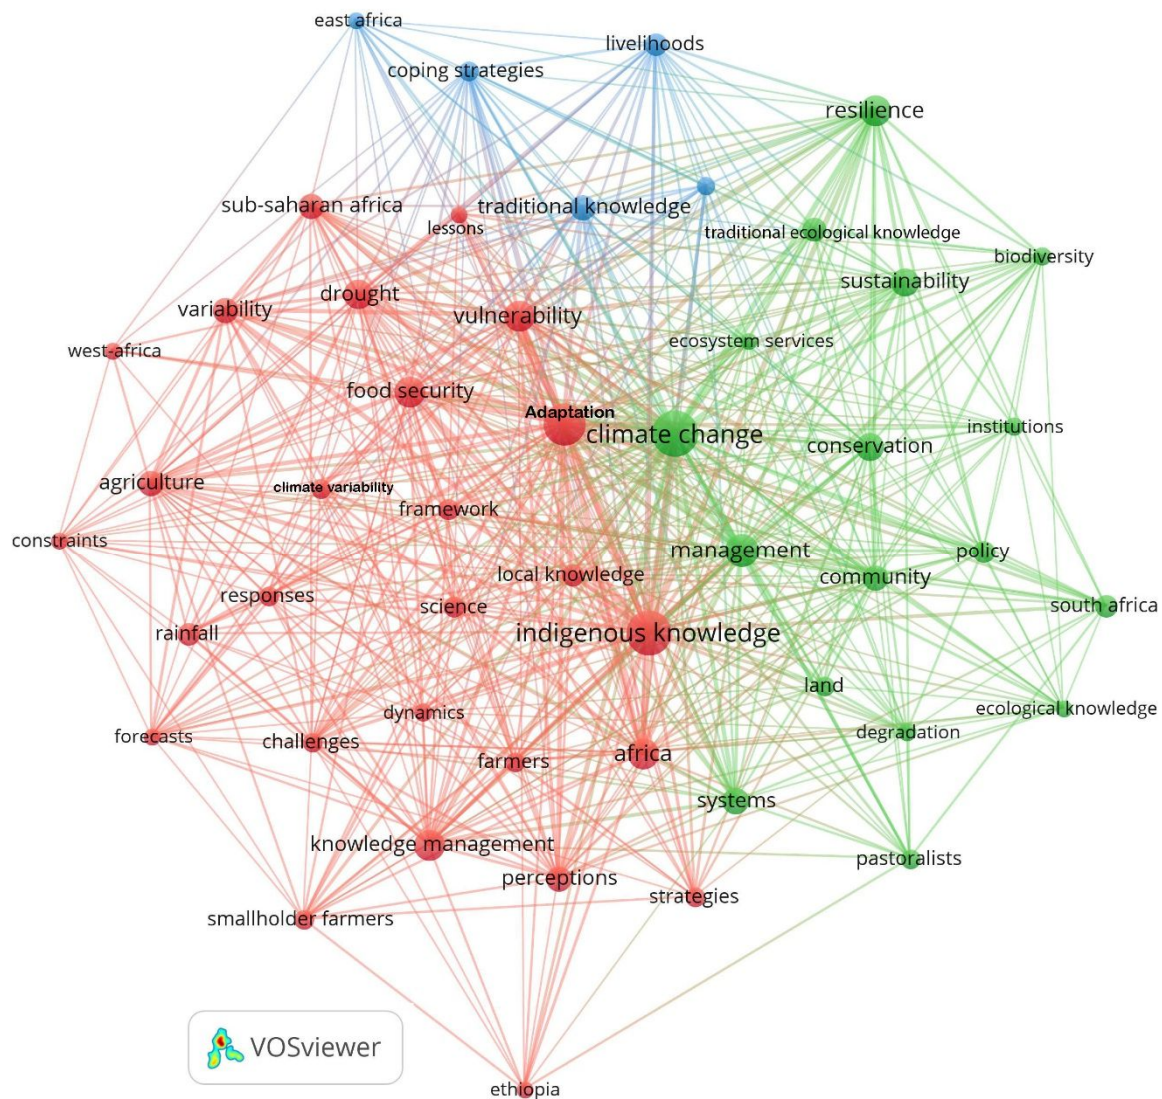 east africa
livelihoods
coping strategies
resilience
sub-saharan africa
traditional knowledge
lessons
traditional ecological knowledge
biodiversity
sustainability
drought
variability
vulnerability
ecosystem services
west-africa
food security
Adaptation
climate change
institutions
conservation
agriculture
climate variability
framework
constraints
management
policy
local knowledge
community
responses
science
south africa
rainfall
indigenous knowledge
land
ecological knowledge
dynamics
degradation
forecasts
challenges
farmers
africa
systems
knowledge management
pastoralists
perceptions
strategies
smallholder farmers
VOSviewer
ethiopia